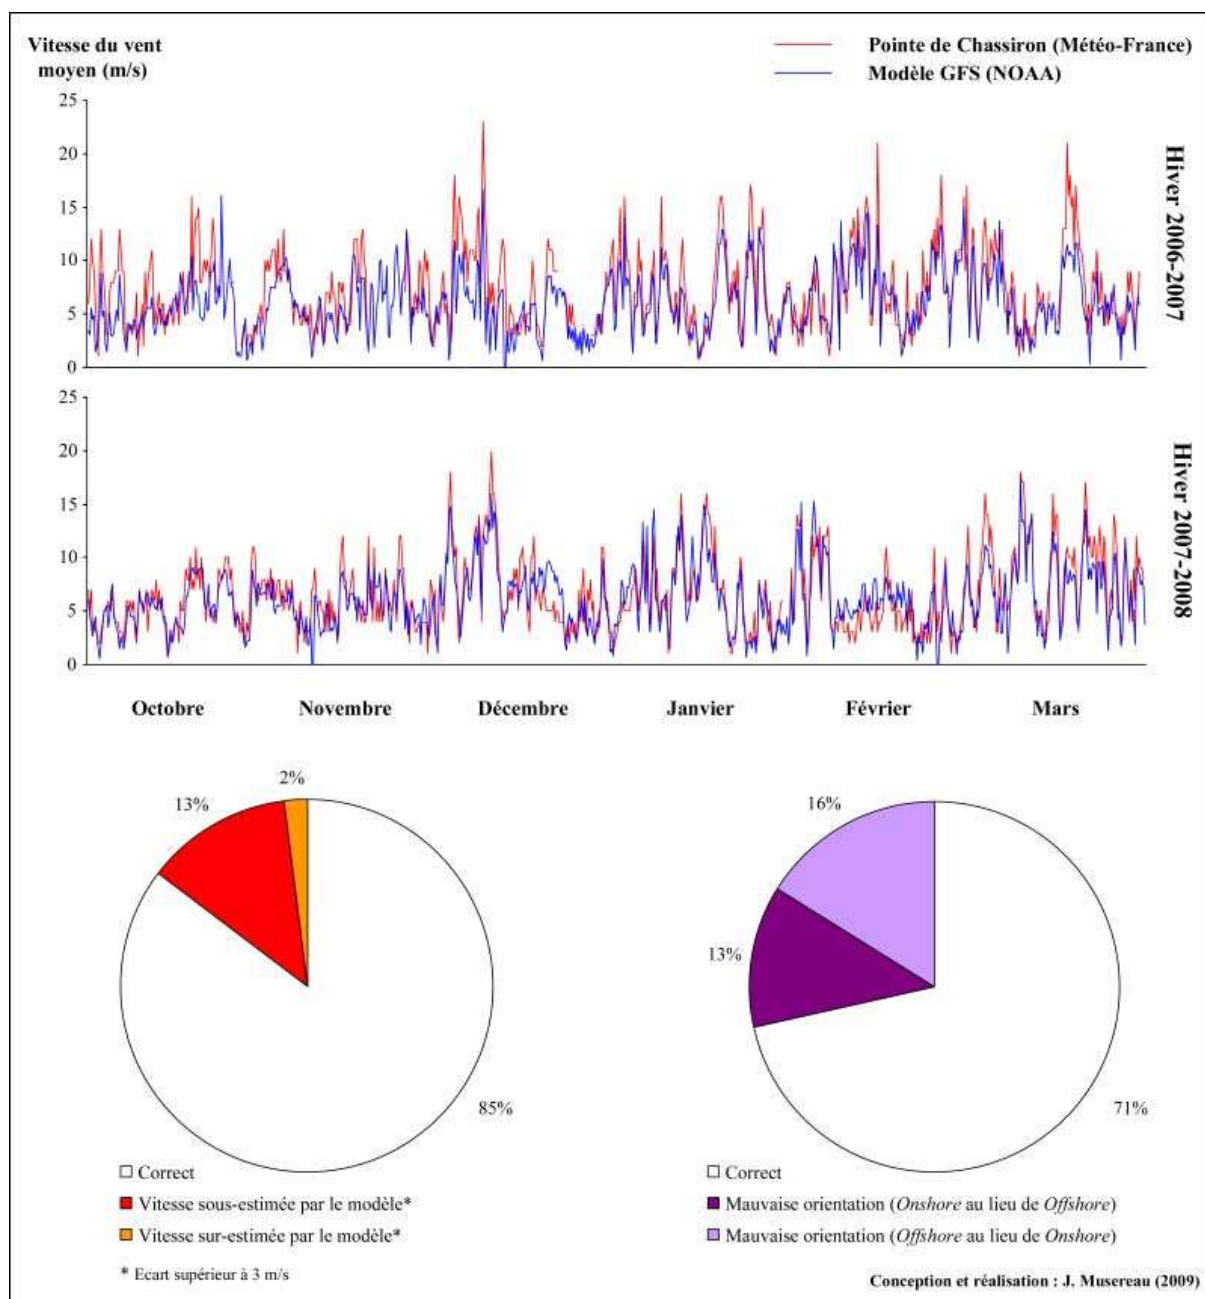 Vitesse du vent
moyen (m/s)
Pointe de Chassiron (Météo-France)
Modèle GFS (NOAA)
25
20
15
10
5
0
Hiver 2006-2007
25
20
15
10
5
0
Hiver 2007-2008
Octobre
Novembre
Décembre
Janvier
Février
Mars
2%
13%
85%
Correct
Vitesse sous-estimée par le modèle*
Vitesse sur-estimée par le modèle*
* Ecart supérieur à 3 m/s
16%
13%
71%
Correct
Mauvaise orientation (Onshore au lieu de Offshore)
Mauvaise orientation (Offshore au lieu de Onshore)
Conception et réalisation : J. Musereau (2009)